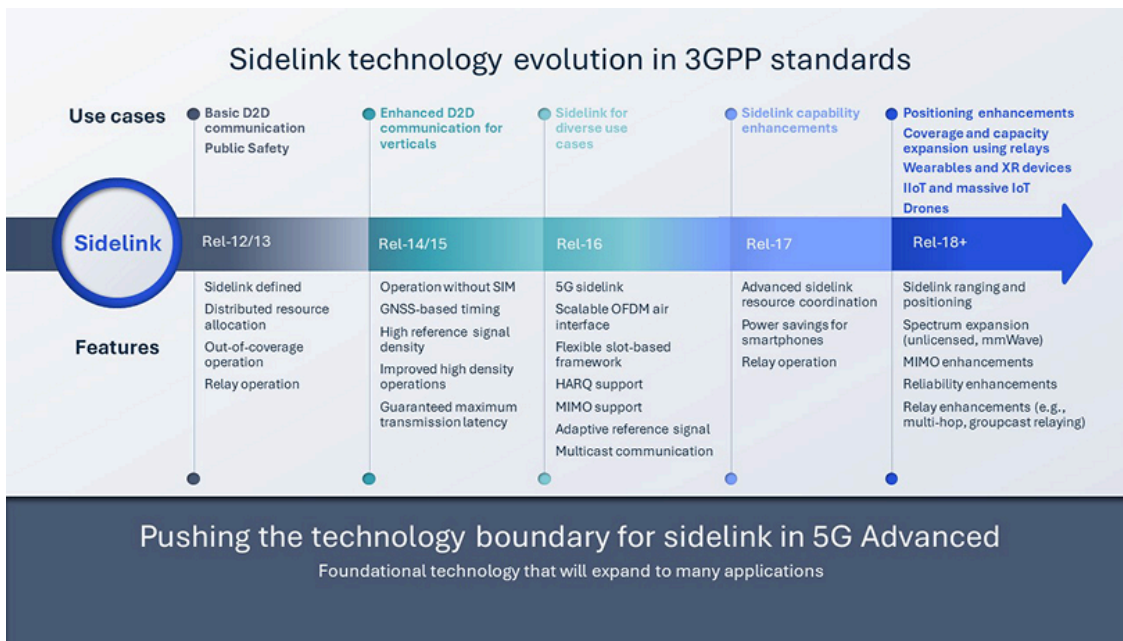 Sidelink technology evolution in 3GPP standards
Use cases
Basic D2D
communication
Public Safety
Enhanced D2D
communication for
verticals
Sidelink for
diverse use
cases
Sidelink capability
enhancements
Positioning enhancements
Coverage and capacity
expansion using relays
Wearables and XR devices
IIoT and massive IoT
Drones
Sidelink
Rel-12/13
Rel-14/15
Rel-16
Rel-17
Rel-18+
Features
Sidelink defined
Distributed resource
allocation
Out-of-coverage
operation
Relay operation
Operation without SIM
GNSS-based timing
High reference signal
density
Improved high density
operations
Guaranteed maximum
transmission latency
5G sidelink
Scalable OFDM air
interface
Flexible slot-based
framework
HARQ support
MIMO support
Adaptive reference signal
Multicast communication
Advanced sidelink
resource coordination
Power savings for
smartphones
Relay operation
Sidelink ranging and
positioning
Spectrum expansion
(unlicensed, mmWave)
MIMO enhancements
Reliability enhancements
Relay enhancements (e.g.,
multi-hop, groupcast relaying)
Pushing the technology boundary for sidelink in 5G Advanced
Foundational technology that will expand to many applications